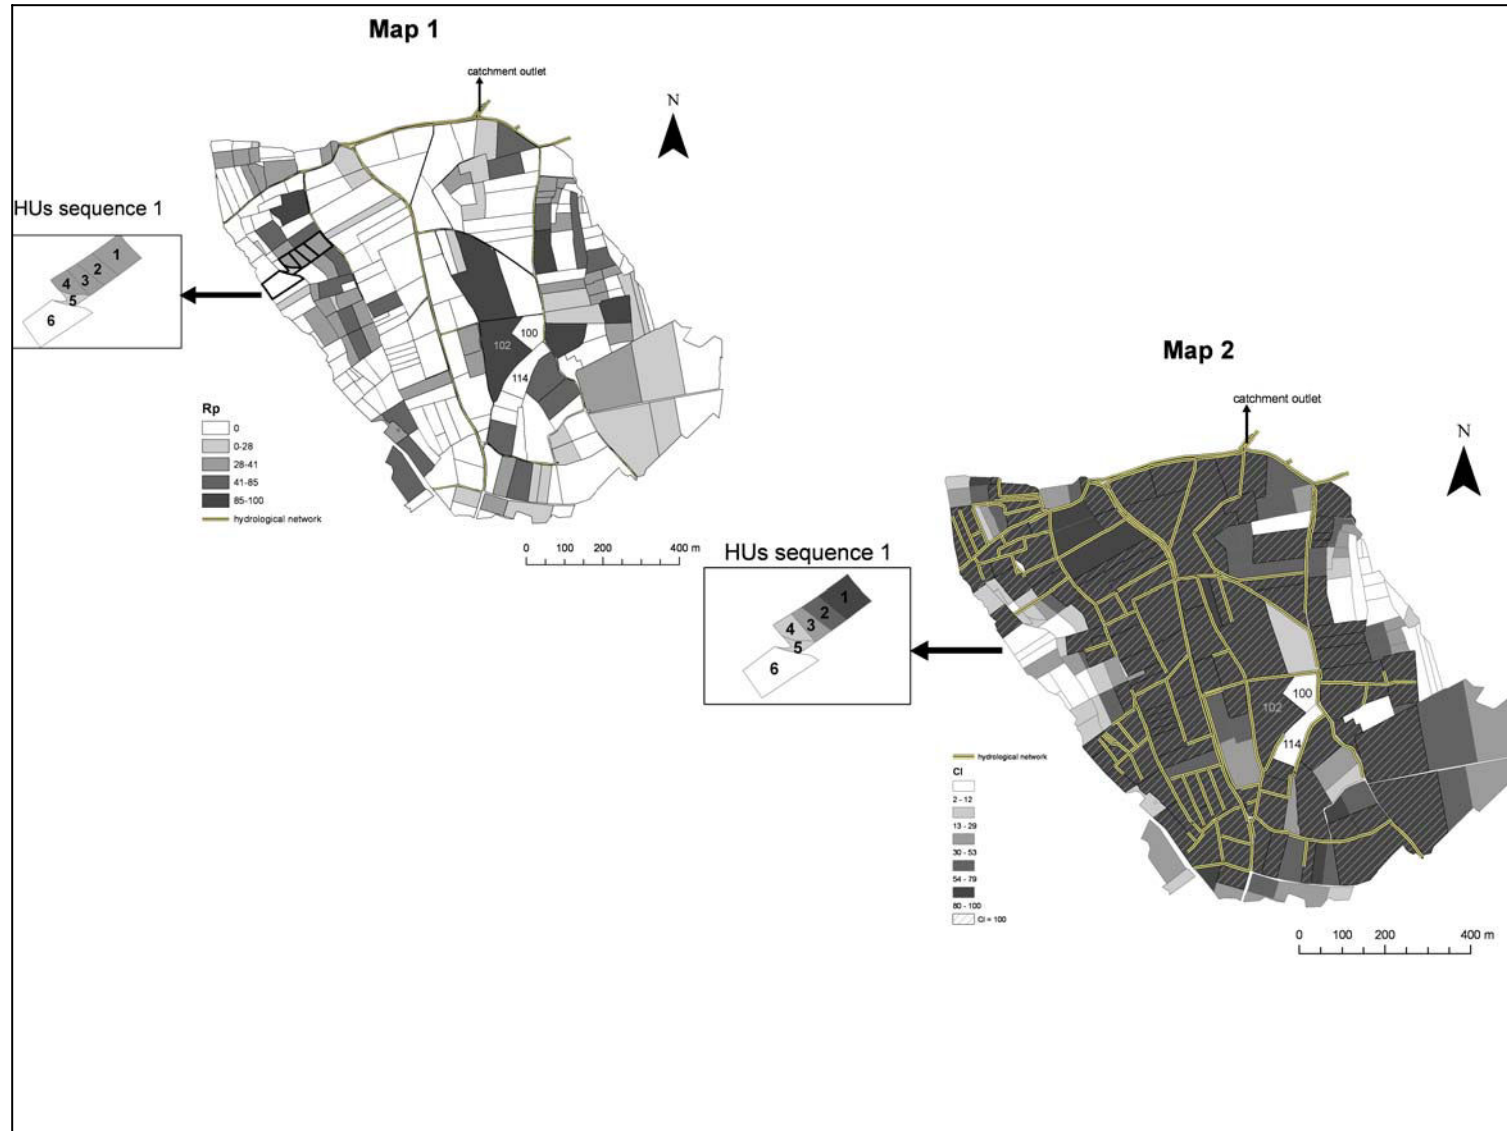 Map 1
catchment outlet
N
HUs sequence 1
1
2
3
4
5
6
100
102
114
Rp
0
0-28
28-41
41-85
85-100
hydrological network
0 100 200 400 m
Map 2
catchment outlet
N
HUs sequence 1
1
2
3
4
5
6
100
102
114
hydrological network
CI
2 - 12
13 - 29
30 - 53
54 - 79
80 - 100
CI = 100
0 100 200 400 m